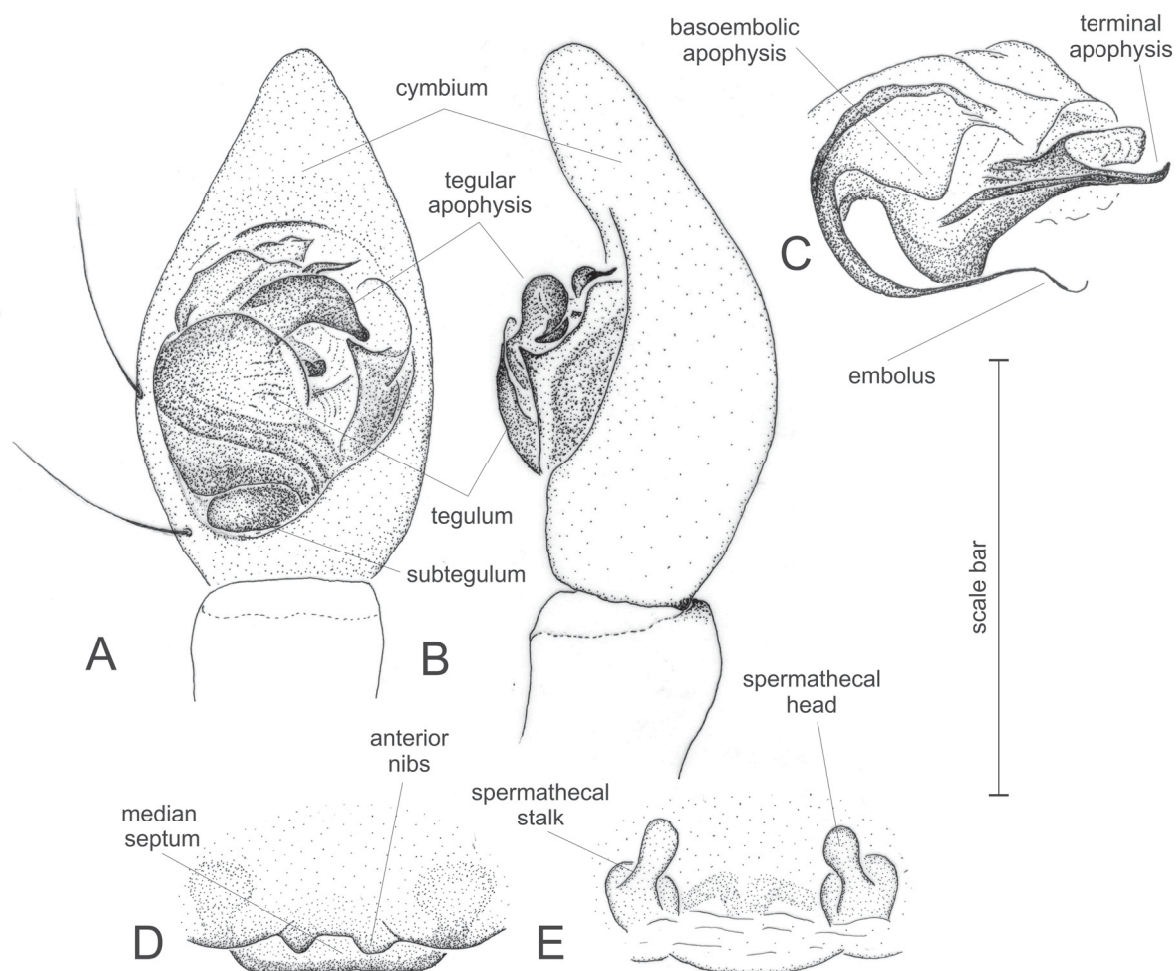 basoembolic
apophysis
terminal
apophysis
cymbium
tegular
apophysis
C
embolus
tegulum
subtegulum
A
B
scale bar
spermathecal
head
anterior
nibs
spermathecal
stalk
median
septum
D
E